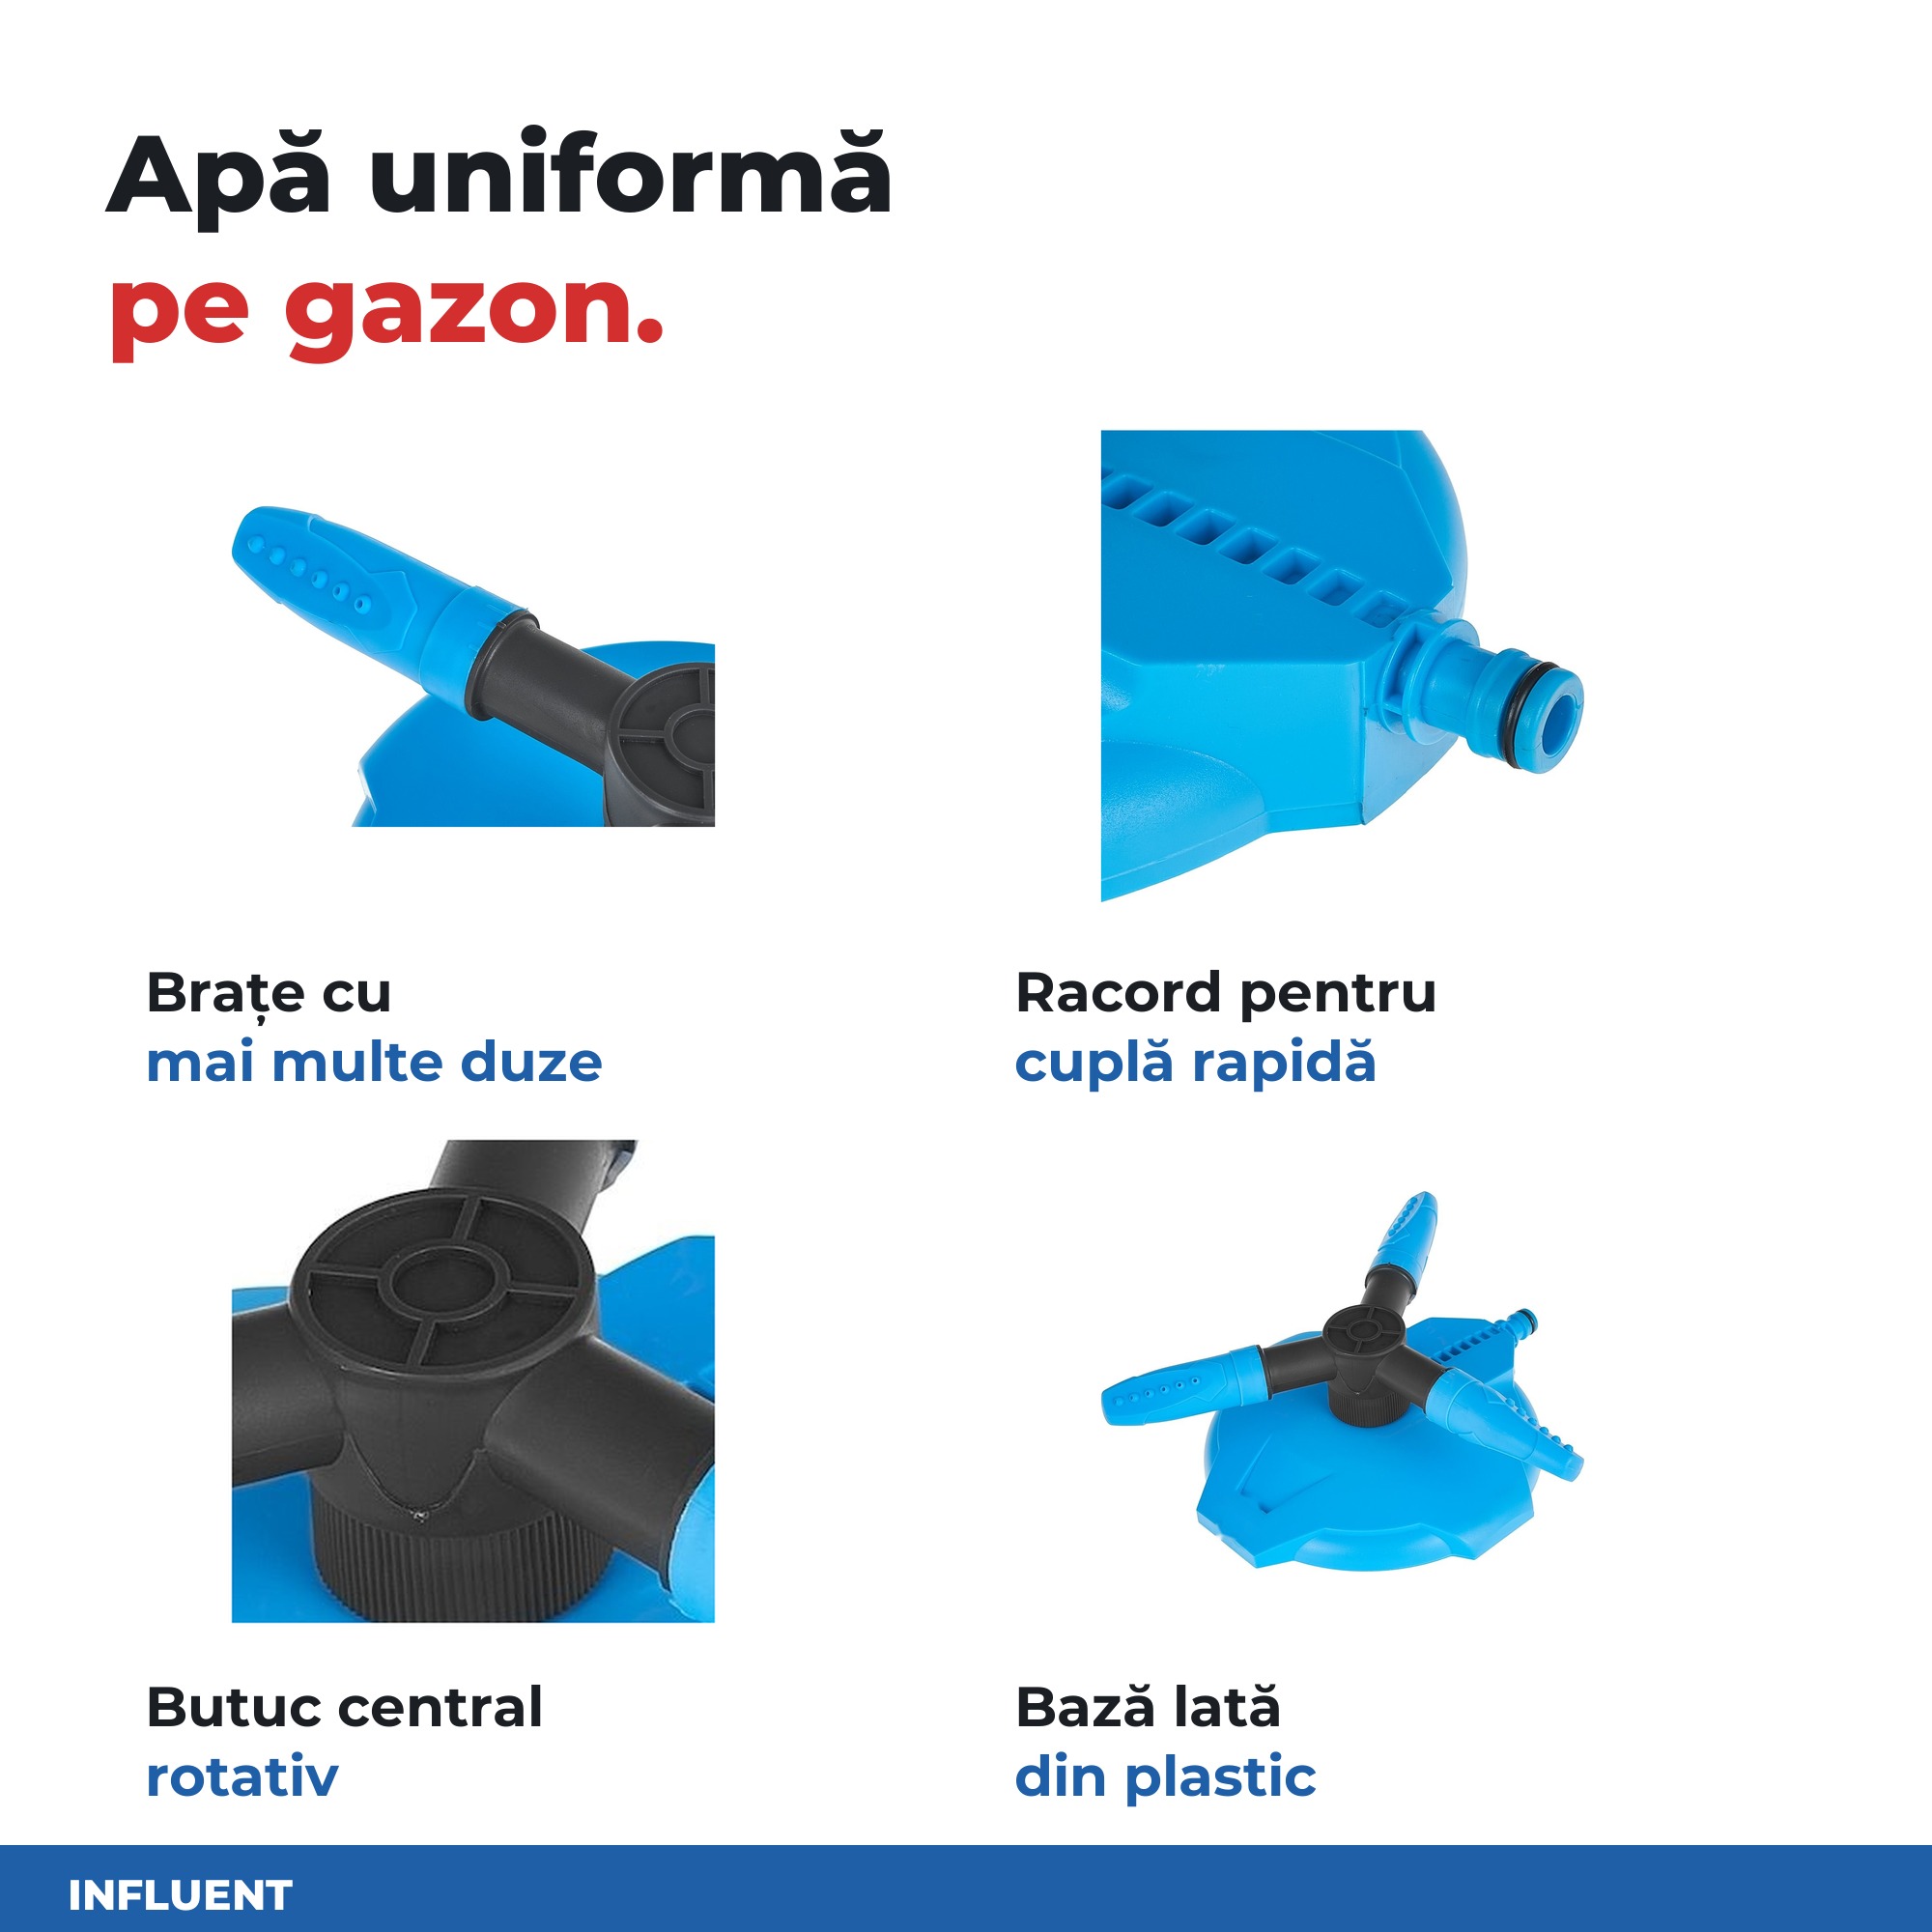 Apă uniformă
pe gazon.
Brațe cu
mai multe duze
Racord pentru
cuplă rapidă
Butuc central
rotativ
Bază lată
din plastic
INFLUENT